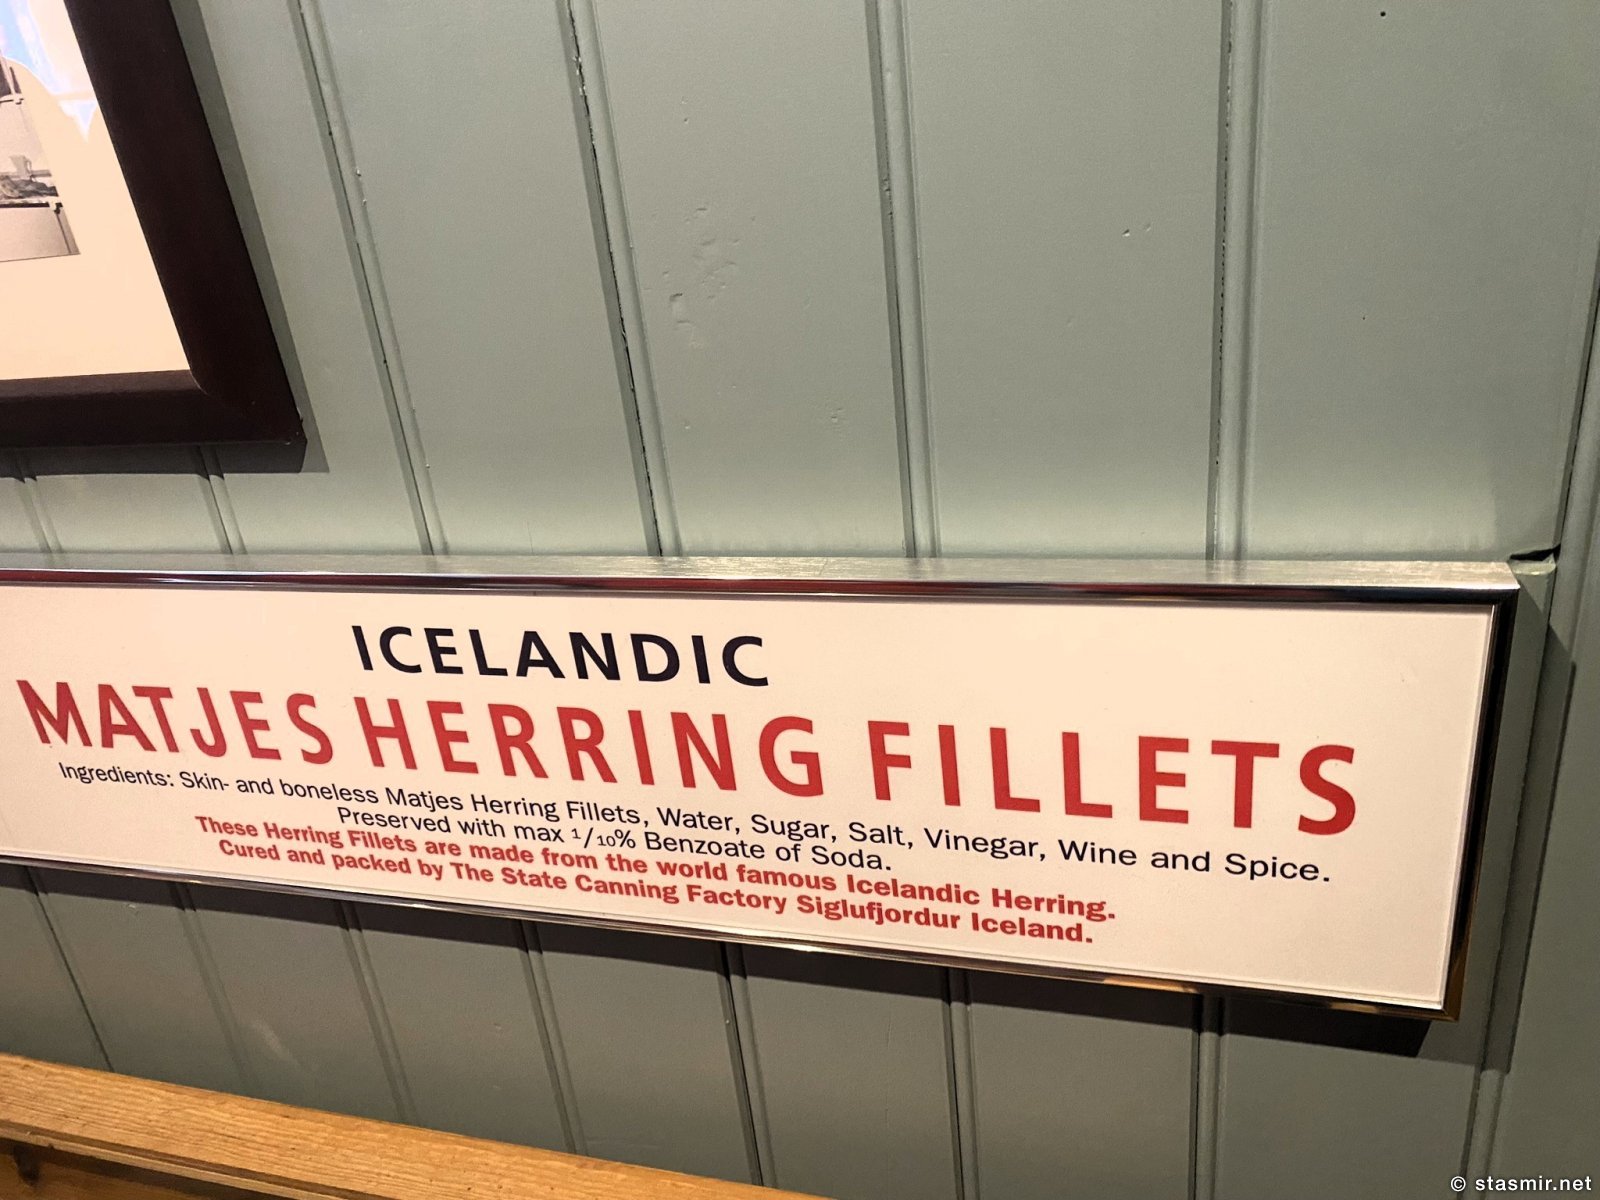 ICELANDIC
MATJES HERRING FILLETS
Ingredients: Skin- and boneless Matjes Herring Fillets, Water, Sugar, Salt, Vinegar, Wine and Spice.
Preserved with max 1/10% Benzoate of Soda.
These Herring Fillets are made from the world famous Icelandic Herring.
Cured and packed by The State Canning Factory Siglufjordur Iceland.
© stasmir.net